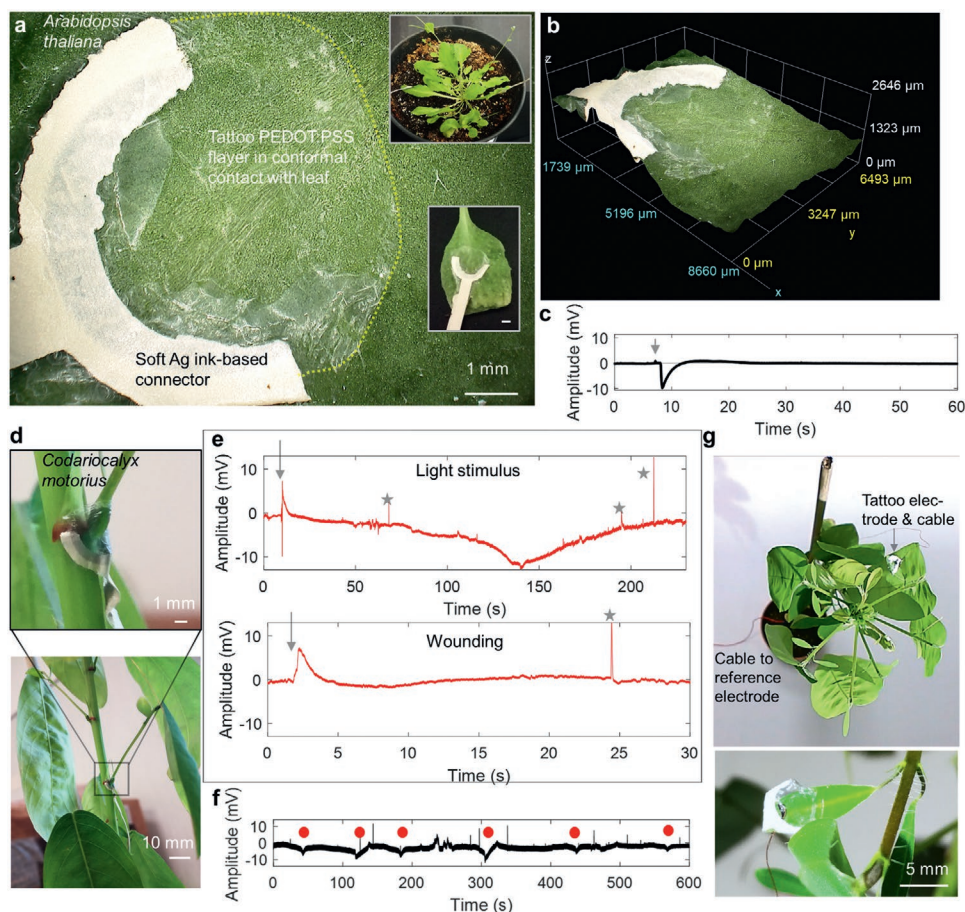 a
Arabidopsis
thaliana
Tattoo PEDOT:PSS
flayer in conformal
contact with leaf
Soft Ag ink-based
connector
1 mm
b
z
2646 µm
1323 µm
0 µm
1739 µm
6493 µm
5196 µm
3247 µm
y
8660 µm
0 µm
x
c
Amplitude (mV)
10
0
-10
0 10 20 30 40 50 60
Time (s)
d
Codariocalyx
motorius
1 mm
10 mm
e
Light stimulus
Amplitude (mV)
10
0
-10
0 50 100 150 200
Time (s)
Wounding
Amplitude (mV)
10
0
-10
0 5 10 15 20 25 30
Time (s)
f
Amplitude (mV)
10
0
-10
0 100 200 300 400 500 600
Time (s)
g
Tattoo elec-
trode & cable
Cable to
reference
electrode
5 mm